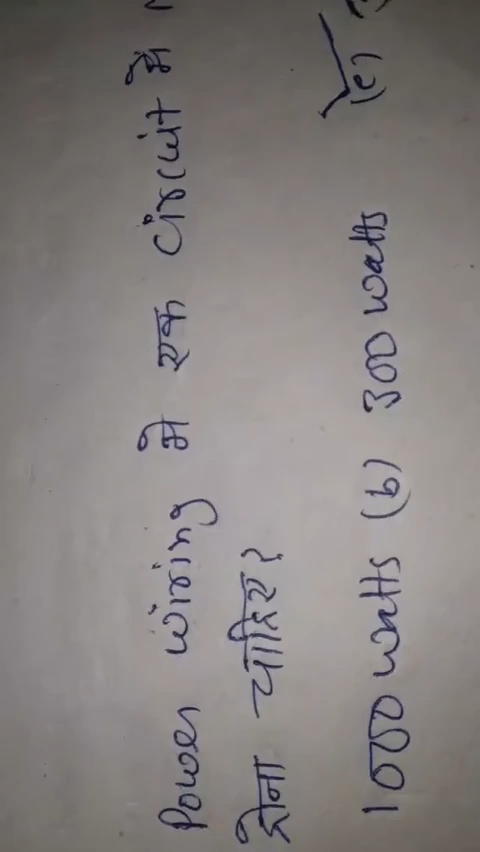 Power wiring मे एक circuit मे
होना चाहिए?
1000 watts (b) 300 watts (c)